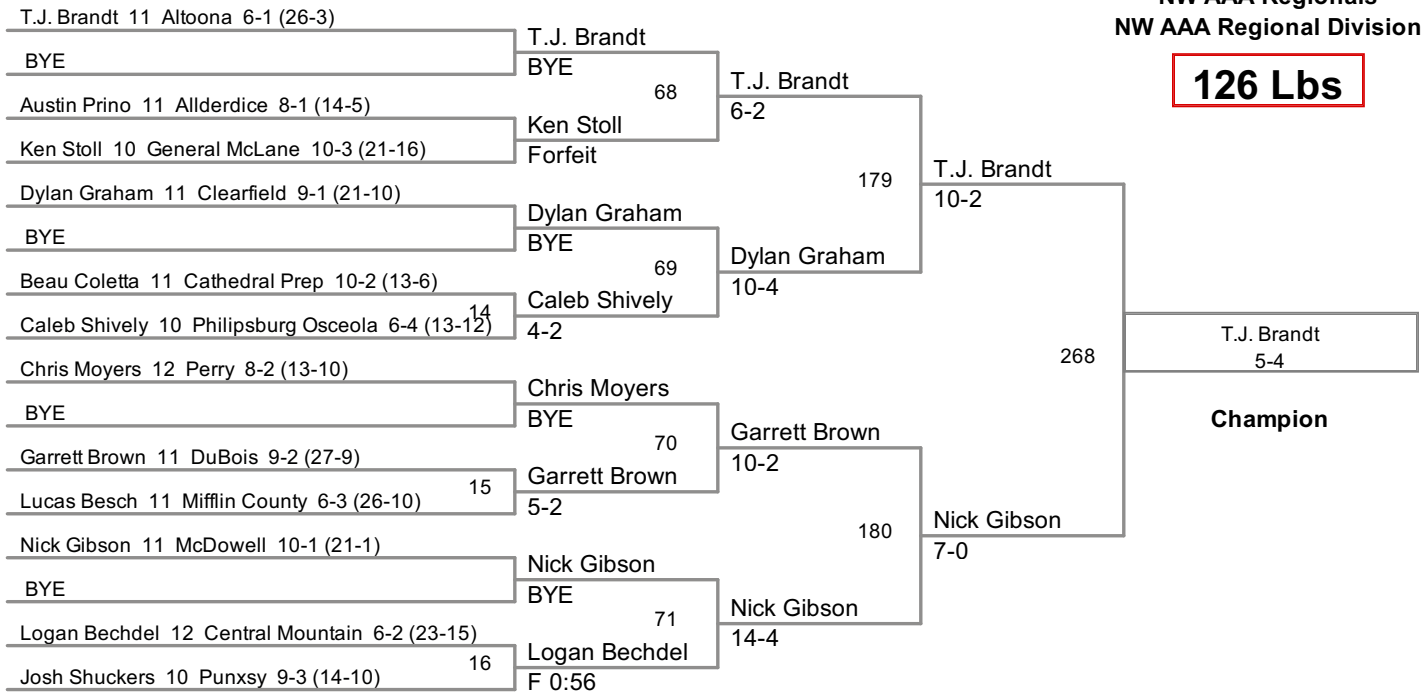 NW AAA Regionals
NW AAA Regional Division
126 Lbs
T.J. Brandt 11 Altoona 6-1 (26-3)
BYE
Austin Prino 11 Allderdice 8-1 (14-5)
Ken Stoll 10 General McLane 10-3 (21-16)
Dylan Graham 11 Clearfield 9-1 (21-10)
BYE
Beau Coletta 11 Cathedral Prep 10-2 (13-6)
14
Caleb Shively 10 Philipsburg Osceola 6-4 (13-12)
Chris Moyers 12 Perry 8-2 (13-10)
BYE
Garrett Brown 11 DuBois 9-2 (27-9)
15
Lucas Besch 11 Mifflin County 6-3 (26-10)
Nick Gibson 11 McDowell 10-1 (21-1)
BYE
Logan Bechdel 12 Central Mountain 6-2 (23-15)
16
Josh Shuckers 10 Punxsy 9-3 (14-10)
T.J. Brandt
BYE
68
Ken Stoll
Forfeit
Dylan Graham
BYE
69
Caleb Shively
4-2
Chris Moyers
BYE
70
Garrett Brown
5-2
Nick Gibson
BYE
71
Logan Bechdel
F 0:56
T.J. Brandt
6-2
179
Dylan Graham
10-4
Garrett Brown
10-2
180
Nick Gibson
14-4
T.J. Brandt
10-2
268
Nick Gibson
7-0
T.J. Brandt
5-4
Champion